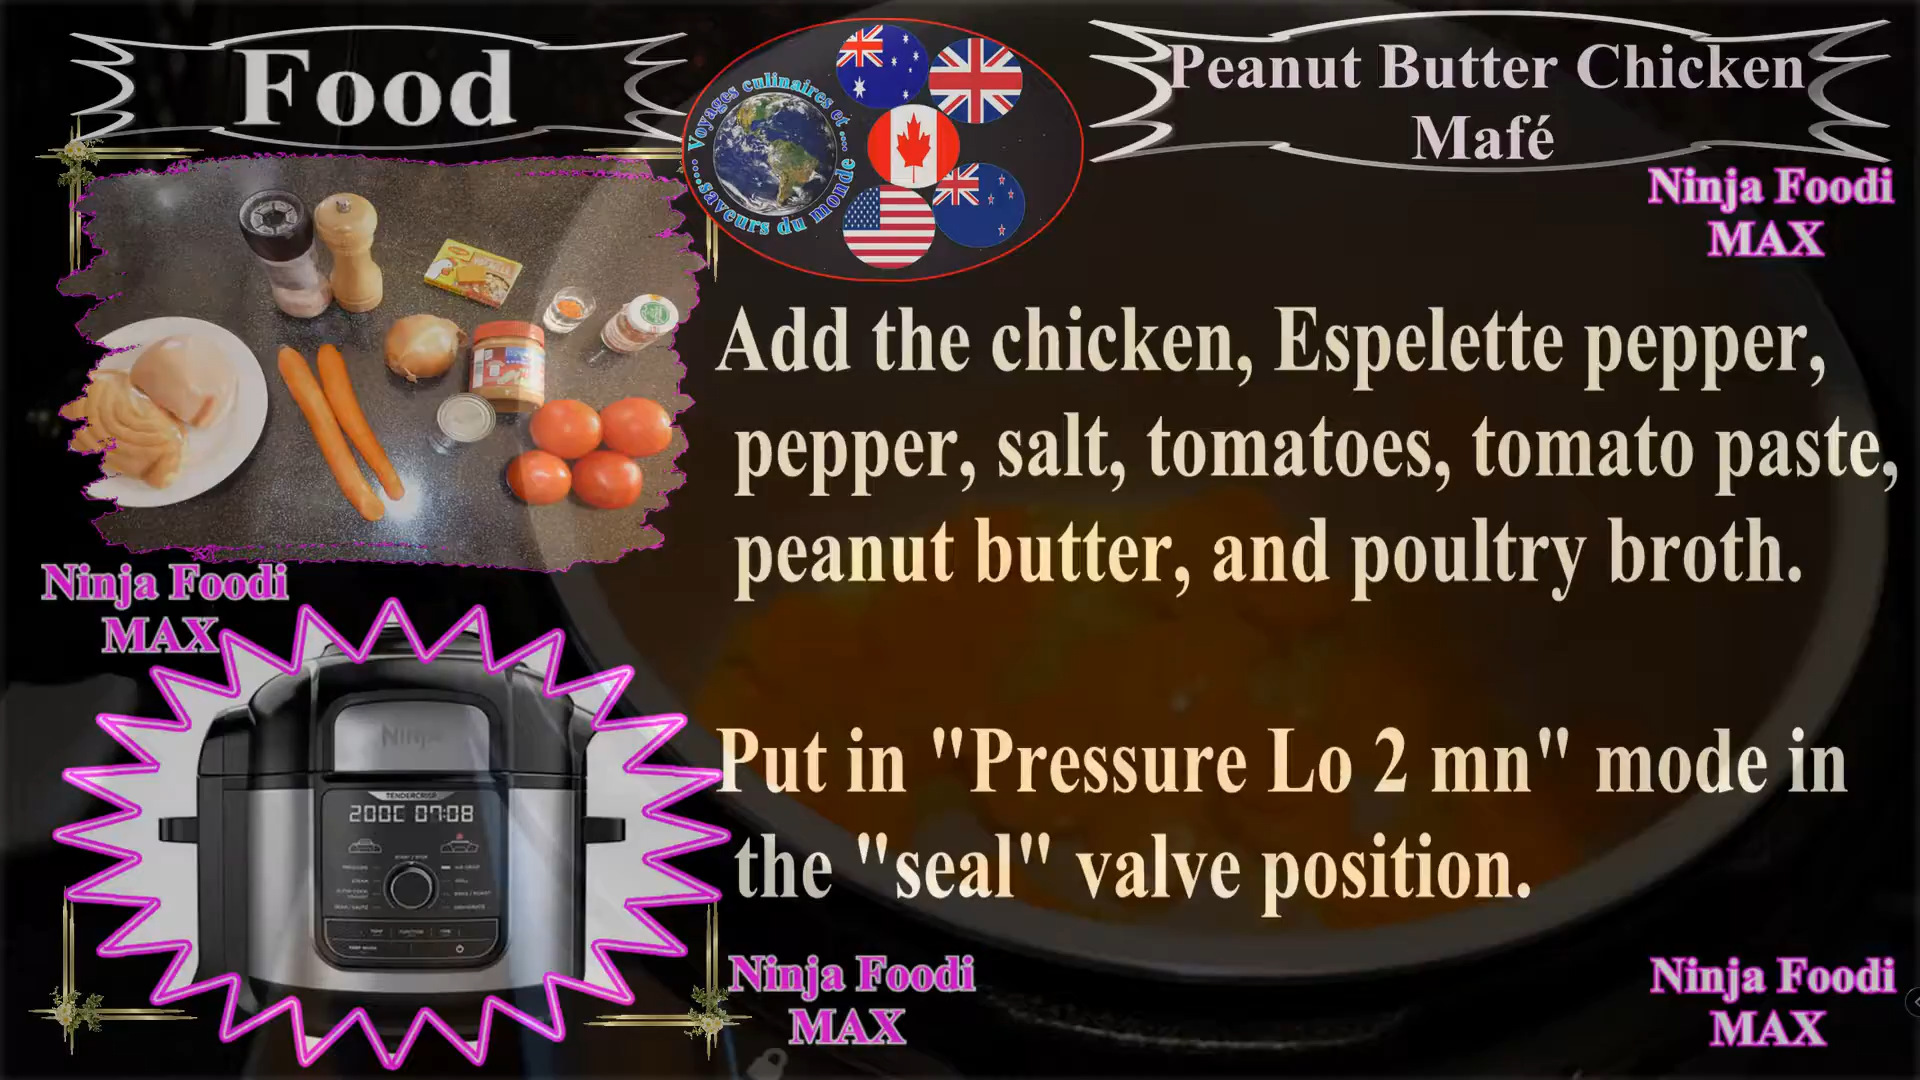 Food
Voyages culinaires et ....
....saveurs du monde
Peanut Butter Chicken
Mafé
Ninja Foodi
MAX
Add the chicken, Espelette pepper,
pepper, salt, tomatoes, tomato paste,
peanut butter, and poultry broth.
Ninja Foodi
MAX
Ninja
TENDERCRISP
200C 07:08
Put in "Pressure Lo 2 mn" mode in
the "seal" valve position.
Ninja Foodi
MAX
Ninja Foodi
MAX